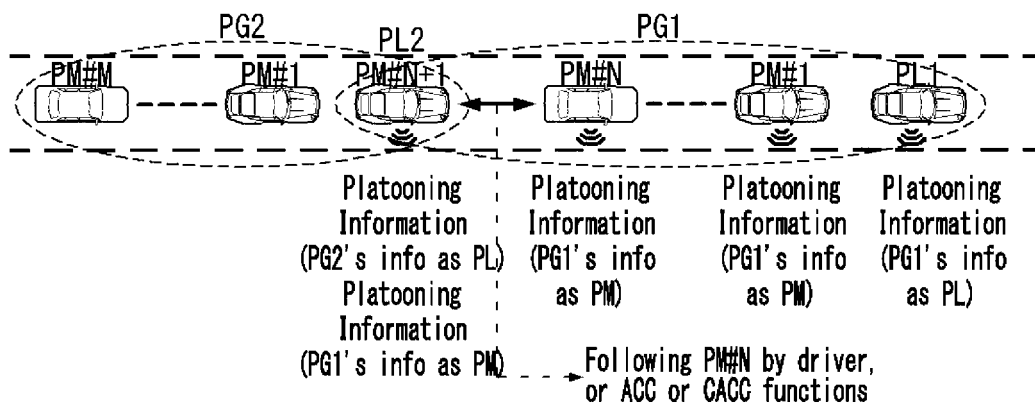 PG2
PL2
PG1
PM#M
PM#1
PM#N+1
PM#N
PM#1
PL1
Platooning
Information
(PG2's info as PL)
Platooning
Information
(PG1's info as PM)
Platooning
Information
(PG1's info
as PM)
Platooning
Information
(PG1's info
as PM)
Platooning
Information
(PG1's info
as PL)
Following PM#N by driver,
or ACC or CACC functions